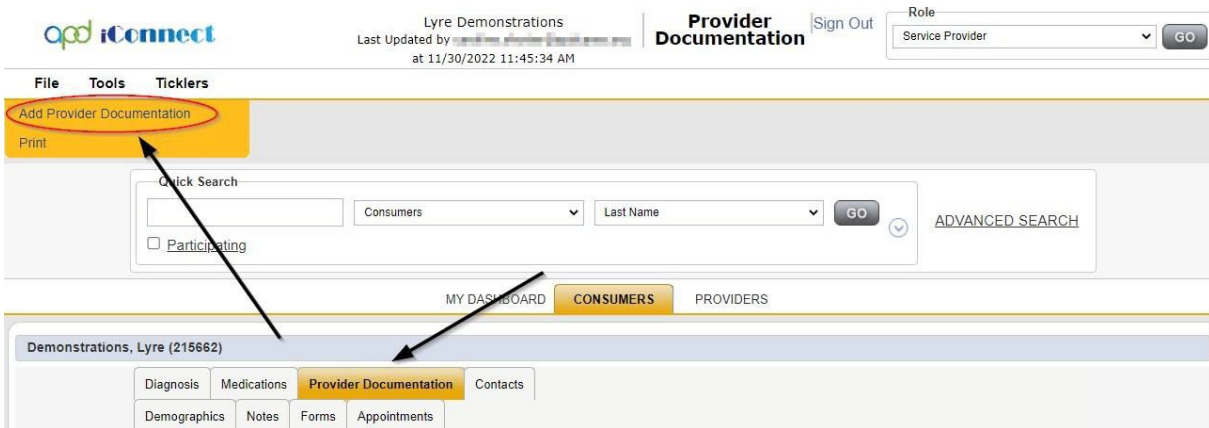 apd iConnect
Lyre Demonstrations
Last Updated by
at 11/30/2022 11:45:34 AM
Provider
Documentation
Sign Out
Role
Service Provider
GO
File Tools Ticklers
Add Provider Documentation
Print
Quick Search
Consumers
Last Name
GO
ADVANCED SEARCH
Participating
MY DASHBOARD CONSUMERS PROVIDERS
Demonstrations, Lyre (215662)
Diagnosis Medications Provider Documentation Contacts
Demographics Notes Forms Appointments